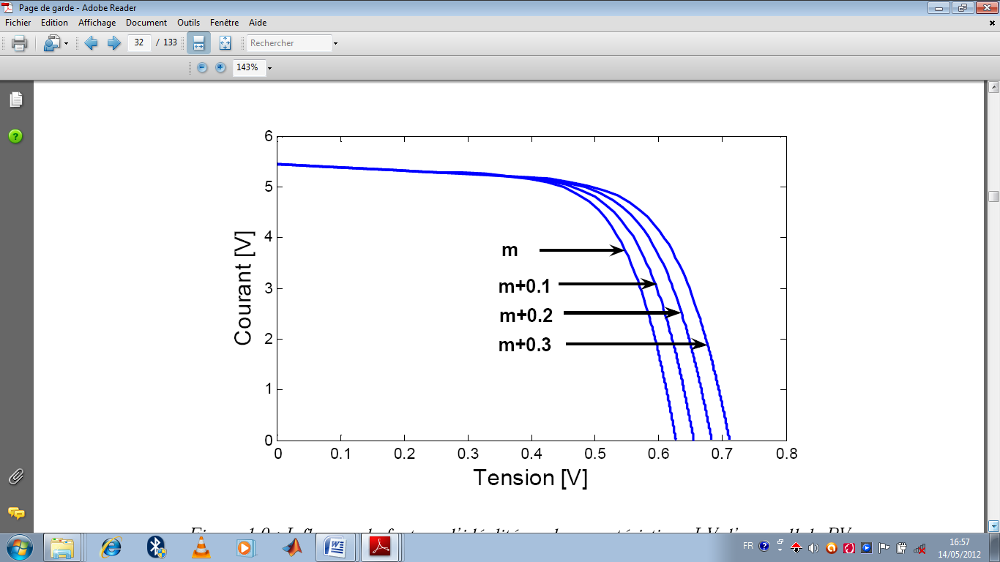 Page de garde - Adobe Reader
Fichier Edition Affichage Document Outils Fenêtre Aide
32 / 133 Rechercher
143%
6
5
4
3
2
1
0
Courant [V]
m
m+0.1
m+0.2
m+0.3
0 0.1 0.2 0.3 0.4 0.5 0.6 0.7 0.8
Tension [V]
FR 16:57
14/05/2012